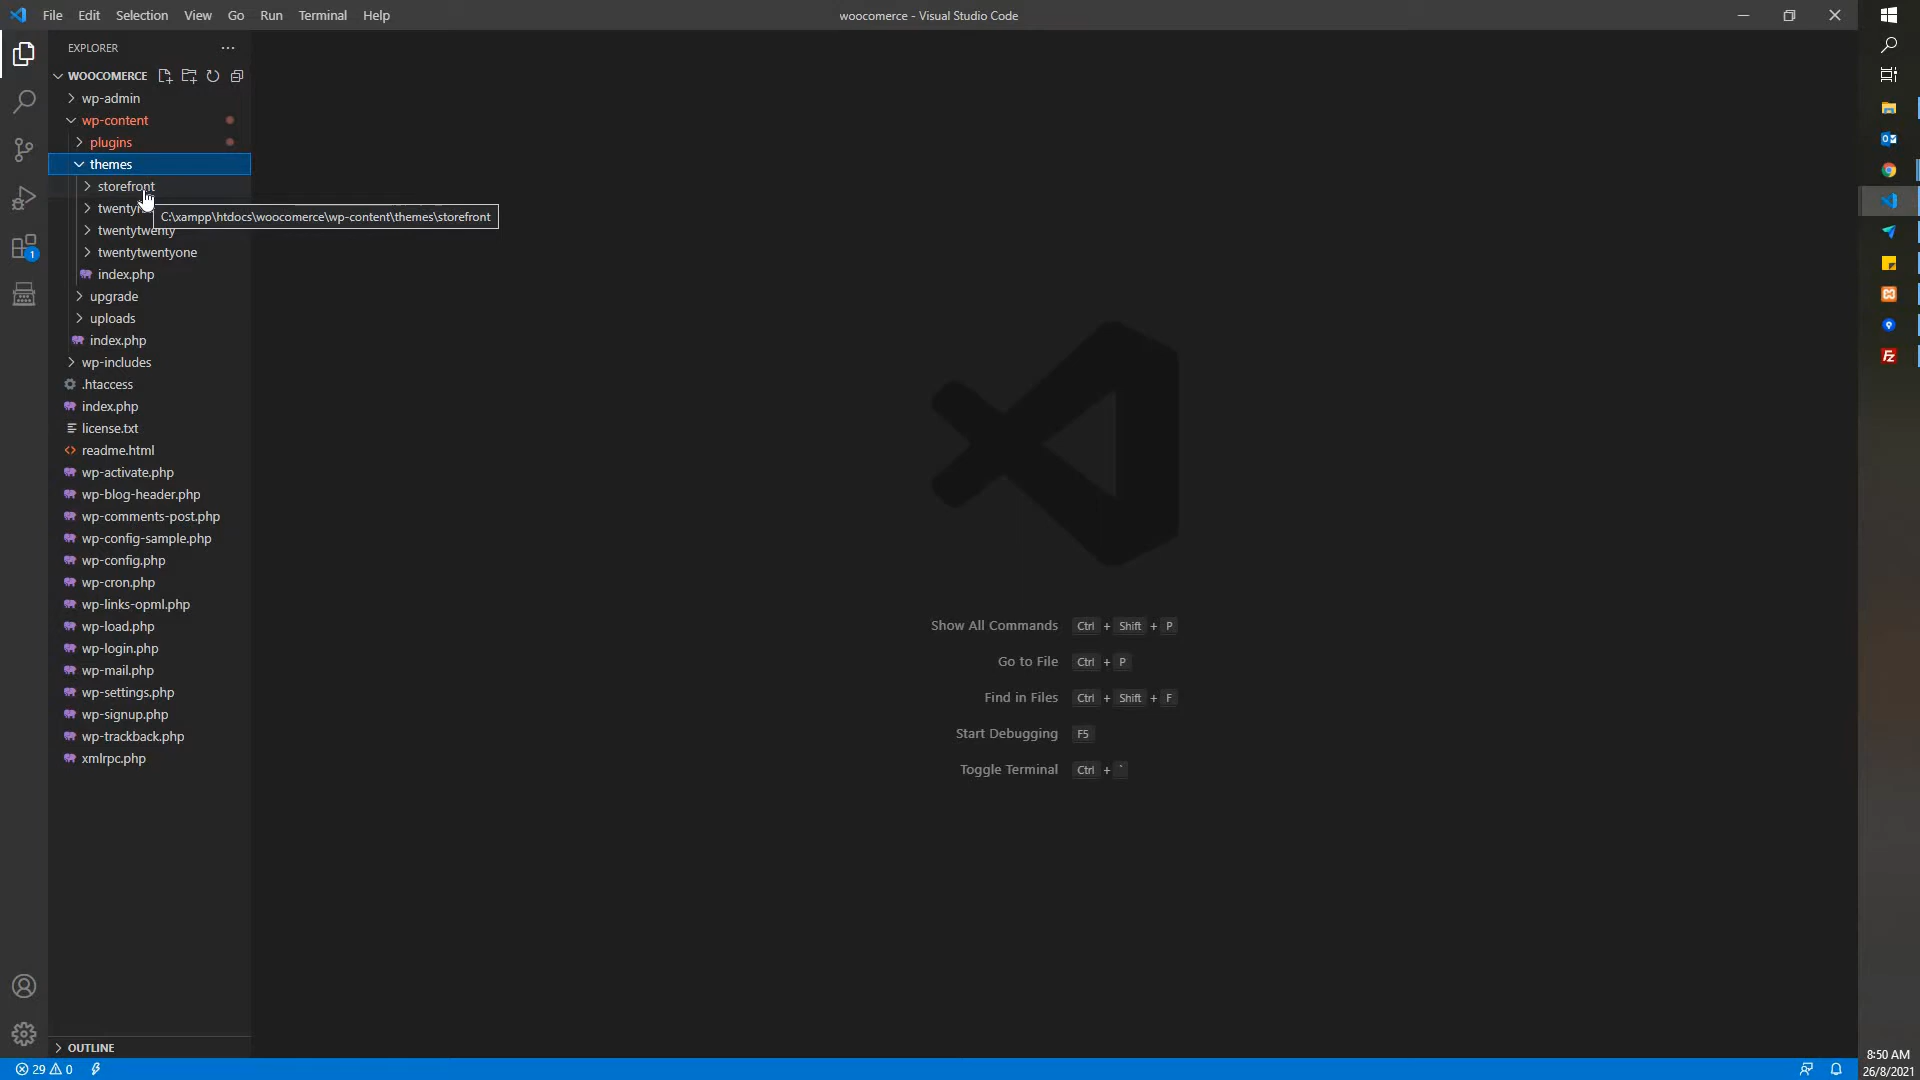 File Edit Selection View Go Run Terminal Help
woocomerce - Visual Studio Code
EXPLORER
WOOCOMERCE
wp-admin
wp-content
plugins
themes
storefront
C:\xampp\htdocs\woocomerce\wp-content\themes\storefront
twentytwenty
twentytwentyone
index.php
upgrade
uploads
index.php
wp-includes
.htaccess
index.php
license.txt
readme.html
wp-activate.php
wp-blog-header.php
wp-comments-post.php
wp-config-sample.php
wp-config.php
wp-cron.php
wp-links-opml.php
wp-load.php
wp-login.php
wp-mail.php
wp-settings.php
wp-signup.php
wp-trackback.php
xmlrpc.php
OUTLINE
29 0
1
Show All Commands Ctrl + Shift + P
Go to File Ctrl + P
Find in Files Ctrl + Shift + F
Start Debugging F5
Toggle Terminal Ctrl + `
Fz
8:50 AM
26/8/2021